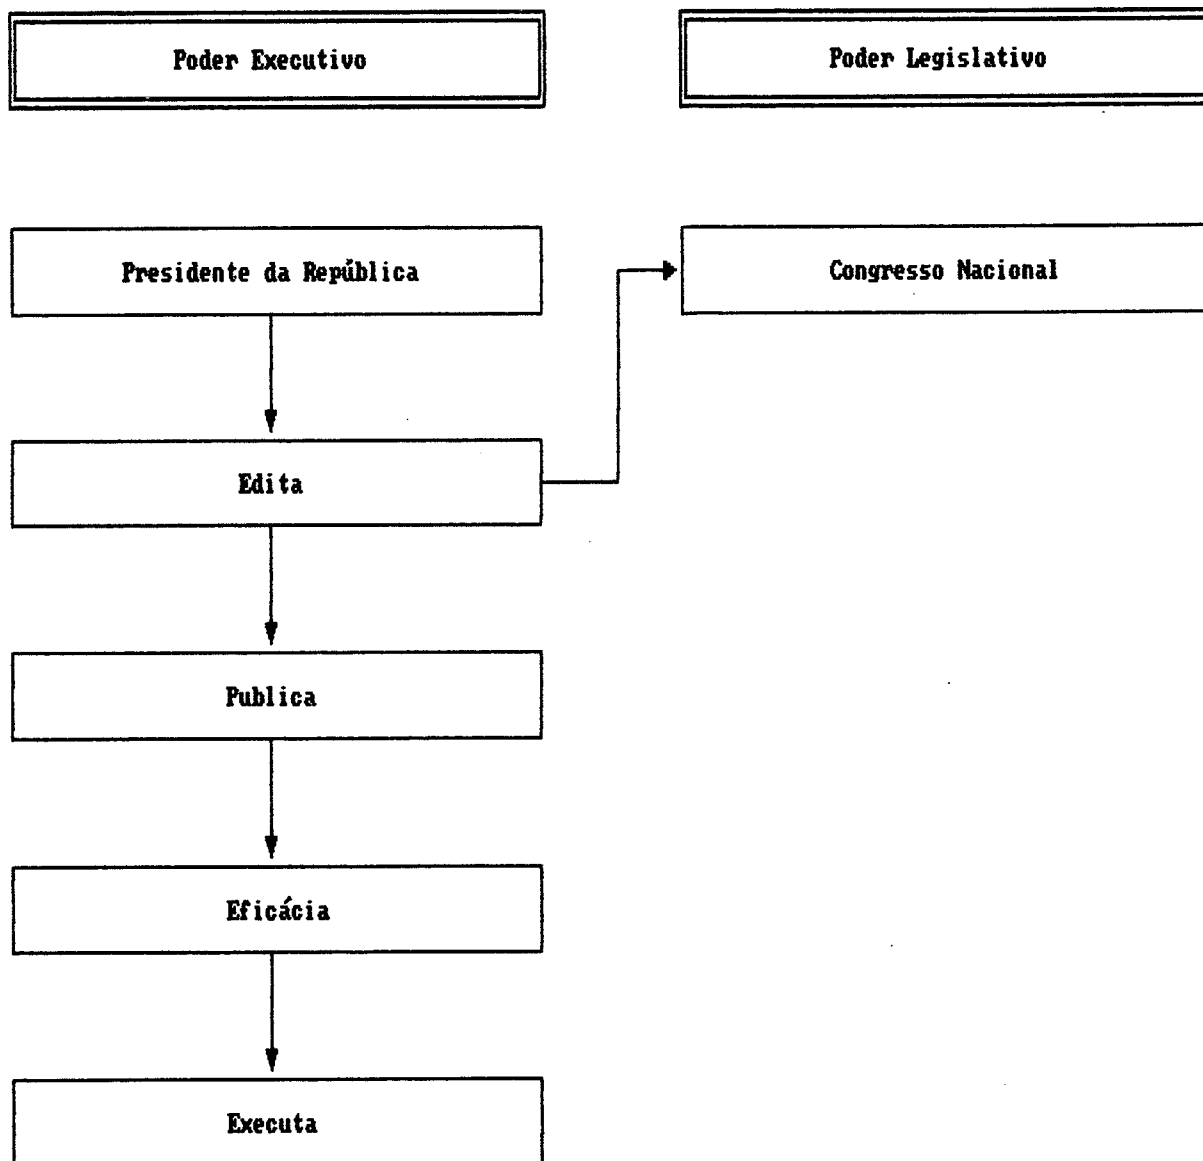 Poder Executivo
Poder Legislativo
Presidente da República
Congresso Nacional
Edita
Publica
Eficácia
Executa